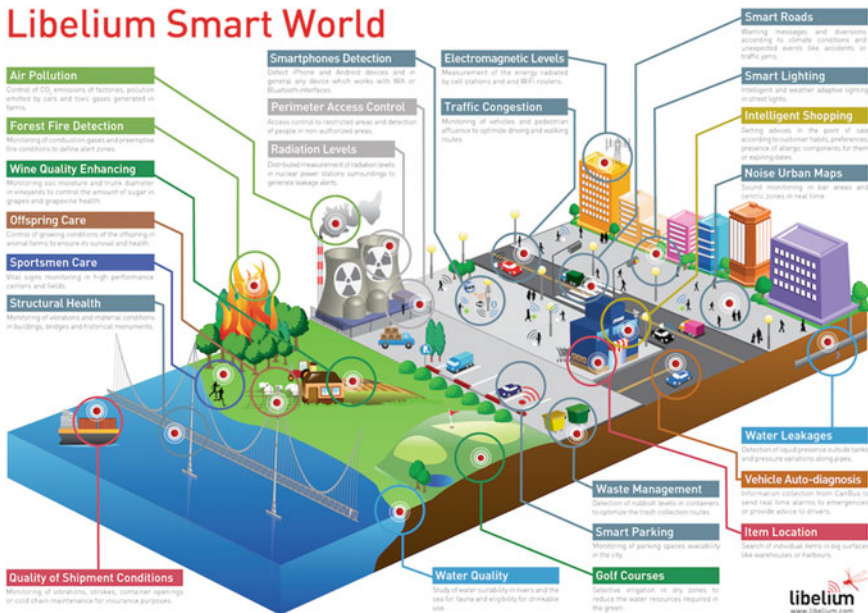 Libelium Smart World
Air Pollution
Control of CO₂ emissions of factories, pollution
emitted by cars and toxic gases generated in
farms.
Forest Fire Detection
Monitoring of combustion gases and preemptive
fire conditions to define alert zones.
Wine Quality Enhancing
Monitoring soil moisture and trunk diameter
in vineyards to control the amount of sugar in
grapes and grapevine health.
Offspring Care
Control of growing conditions of the offspring in
animal farms to ensure its survival and health.
Sportsmen Care
Vital signs monitoring in high performance
centers and fields.
Structural Health
Monitoring of vibrations and material conditions
in buildings, bridges and historical monuments.
Quality of Shipment Conditions
Monitoring of vibrations, strokes, container openings
or cold chain maintenance for insurance purposes.
Smartphones Detection
Detect iPhone and Android devices and in
general any device which works with Wifi or
Bluetooth interfaces.
Perimeter Access Control
Access control to restricted areas and detection
of people in non-authorized areas.
Radiation Levels
Distributed measurement of radiation levels
in nuclear power stations surroundings to
generate leakage alerts.
Electromagnetic Levels
Measurement of the energy radiated
by cell stations and and WiFi routers.
Traffic Congestion
Monitoring of vehicles and pedestrian
affluence to optimize driving and walking
routes.
Smart Roads
Warning messages and diversions
according to climate conditions and
unexpected events like accidents or
traffic jams.
Smart Lighting
Intelligent and weather adaptive lighting
in street lights.
Intelligent Shopping
Getting advices in the point of sale
according to customer habits, preferences,
presence of allergic components for them
or expiring dates.
Noise Urban Maps
Sound monitoring in bar areas and
centric zones in real time.
Water Leakages
Detection of liquid presence outside tanks
and pressure variations along pipes.
Vehicle Auto-diagnosis
Information collection from CanBus to
send real time alarms to emergencies
or provide advice to drivers.
Item Location
Search of individual items in big surfaces
like warehouses or harbours.
Waste Management
Detection of rubbish levels in containers
to optimize the trash collection routes.
Smart Parking
Monitoring of parking spaces availability
in the city.
Golf Courses
Selective irrigation in dry zones to
reduce the water resources required in
the green.
Water Quality
Study of water suitability in rivers and the
sea for fauna and eligibility for drinkable
use.
libelium
www.libelium.com